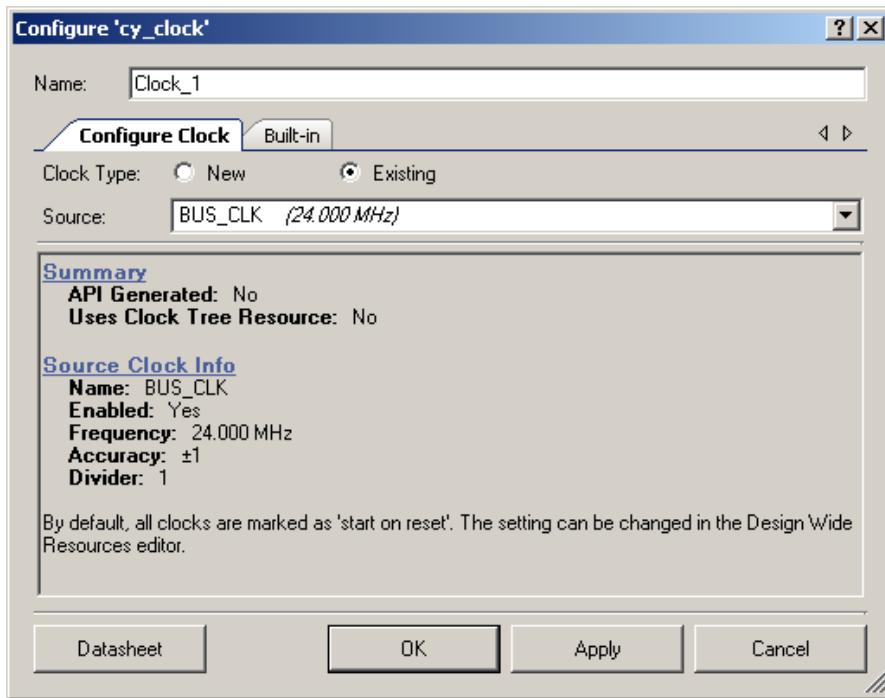 Configure 'cy_clock'
Name: Clock_1
Configure Clock Built-in
Clock Type: New Existing
Source: BUS_CLK (24.000 MHz)
Summary
API Generated: No
Uses Clock Tree Resource: No
Source Clock Info
Name: BUS_CLK
Enabled: Yes
Frequency: 24.000 MHz
Accuracy: ±1
Divider: 1
By default, all clocks are marked as 'start on reset'. The setting can be changed in the Design Wide
Resources editor.
Datasheet OK Apply Cancel